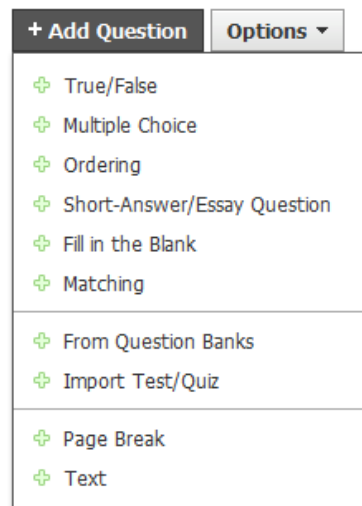 + Add Question Options
True/False
Multiple Choice
Ordering
Short-Answer/Essay Question
Fill in the Blank
Matching
From Question Banks
Import Test/Quiz
Page Break
Text